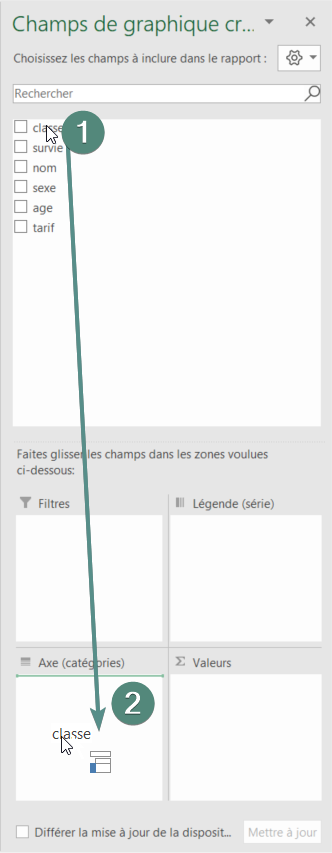 Champs de graphique cr...
Choisissez les champs à inclure dans le rapport :
Rechercher
classe
1
survie
nom
sexe
age
tarif
Faites glisser les champs dans les zones voulues
ci-dessous:
Filtres
Légende (série)
Axe (catégories)
Σ Valeurs
2
classe
Différer la mise à jour de la disposit...
Mettre à jour